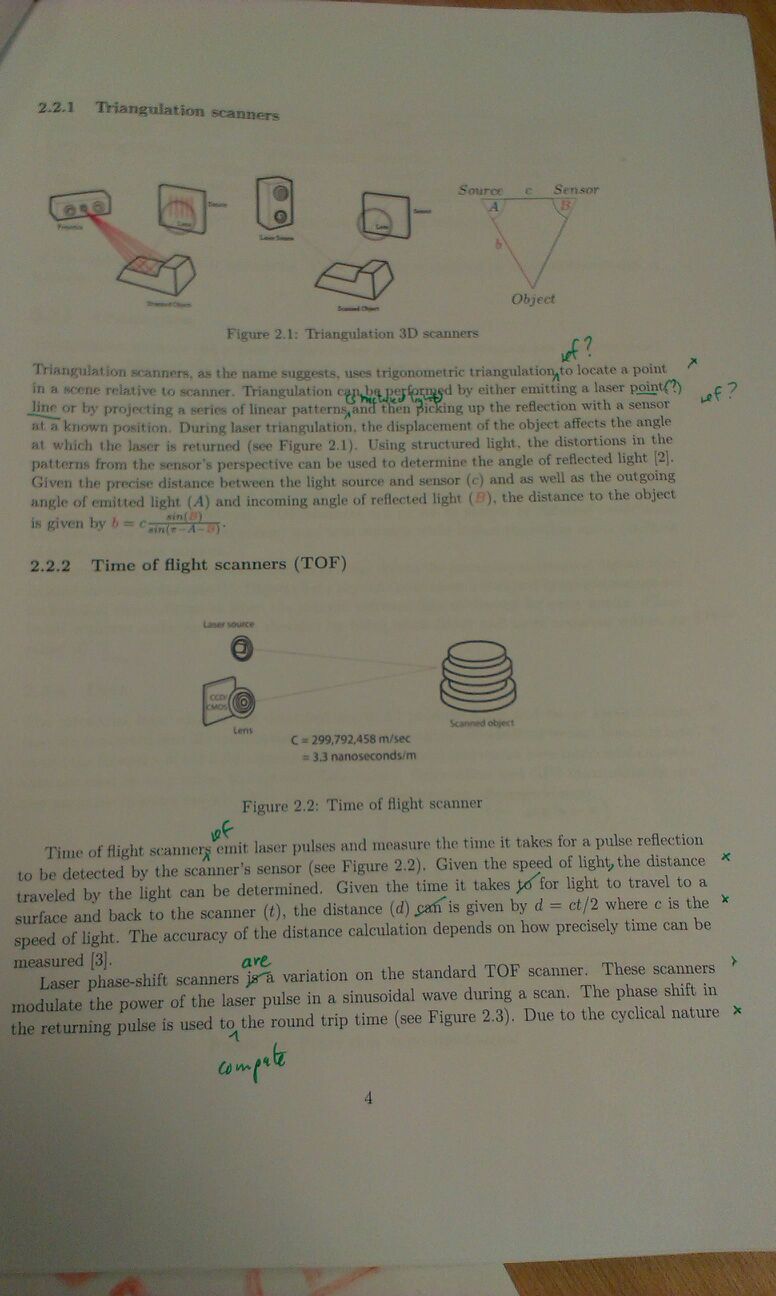 2.2.1 Triangulation scanners
Source c Sensor
A B
b
Projector
Lens
Sensor
Laser Source
Lens
Sensor
Scanned Object
Scanned Object
Object
Figure 2.1: Triangulation 3D scanners
ref?
Triangulation scanners, as the name suggests, uses trigonometric triangulation to locate a point x
in a scene relative to scanner. Triangulation can be performed by either emitting a laser point(?) ref?
(structured light)
line or by projecting a series of linear patterns, and then picking up the reflection with a sensor
at a known position. During laser triangulation, the displacement of the object affects the angle
at which the laser is returned (see Figure 2.1). Using structured light, the distortions in the
patterns from the sensor's perspective can be used to determine the angle of reflected light [2].
Given the precise distance between the light source and sensor (c) and as well as the outgoing
angle of emitted light (A) and incoming angle of reflected light (B), the distance to the object
is given by b = c sin(B)/sin(π−A−B).
2.2.2 Time of flight scanners (TOF)
Laser source
CCD/
CMOS
Lens
Scanned object
C = 299,792,458 m/sec
= 3.3 nanoseconds/m
Figure 2.2: Time of flight scanner
ref
Time of flight scanners emit laser pulses and measure the time it takes for a pulse reflection
to be detected by the scanner's sensor (see Figure 2.2). Given the speed of light, the distance x
traveled by the light can be determined. Given the time it takes to for light to travel to a
surface and back to the scanner (t), the distance (d) can is given by d = ct/2 where c is the x
speed of light. The accuracy of the distance calculation depends on how precisely time can be
measured [3].
are
Laser phase-shift scanners is a variation on the standard TOF scanner. These scanners x
modulate the power of the laser pulse in a sinusoidal wave during a scan. The phase shift in
the returning pulse is used to the round trip time (see Figure 2.3). Due to the cyclical nature x
compute
4